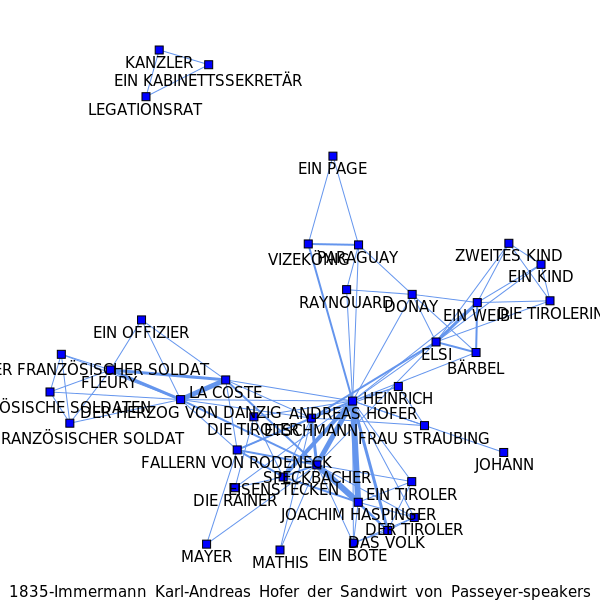 KANZLER
EIN KABINETTSSEKRETÄR
LEGATIONSRAT
EIN PAGE
VIZEKÖNIG
PARAGUAY
ZWEITES KIND
EIN KIND
RAYNOUARD
DONAY
EIN WEIB
DIE TIROLERIN
EIN OFFIZIER
ELSI
BÄRBEL
ER FRANZÖSISCHER SOLDAT
FLEURY
LA COSTE
HEINRICH
ÖSISCHE SOLDATEN
DER HERZOG VON DANZIG
ANDREAS HOFER
DIE TIROLER
RANZÖSISCHER SOLDAT
FRAU STRAUBING
FALLERN VON RODENECK
JOHANN
SPECKBACHER
EISENSTECKEN
EIN TIROLER
DIE RAINER
JOACHIM HASPINGER
DER TIROLER
DAS VOLK
MAYER
MATHIS
EIN BOTE
1835-Immermann Karl-Andreas Hofer der Sandwirt von Passeyer-speakers